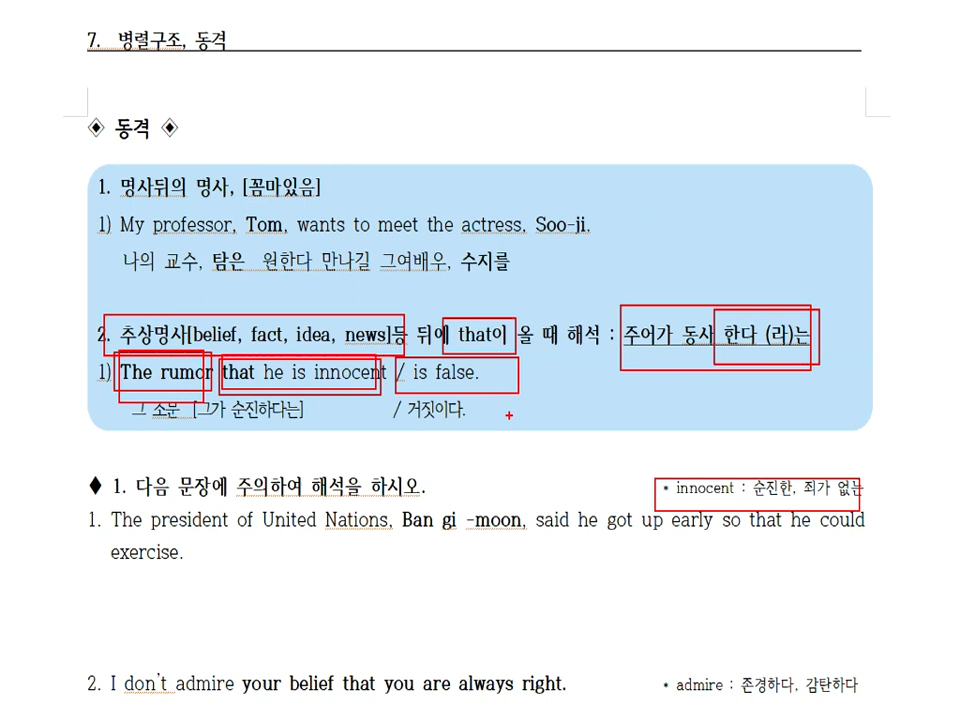 7. 병렬구조, 동격
◈ 동격 ◈
1. 명사뒤의 명사, [꼼마있음]
1) My professor, Tom, wants to meet the actress, Soo-ji.
나의 교수, 탐은 원한다 만나길 그여배우, 수지를
2. 추상명사[belief, fact, idea, news]등 뒤에 that이 올 때 해석 : 주어가 동사 한다 (라)는
1) The rumor that he is innocent / is false.
그 소문 [그가 순진하다는] / 거짓이다.
◆ 1. 다음 문장에 주의하여 해석을 하시오.
* innocent : 순진한, 죄가 없는
1. The president of United Nations, Ban gi -moon, said he got up early so that he could
exercise.
2. I don't admire your belief that you are always right.
* admire : 존경하다, 감탄하다